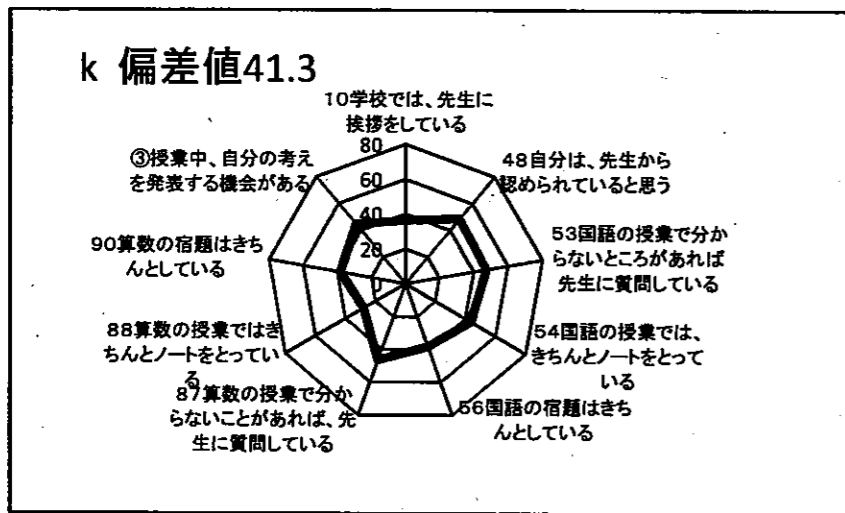 k 偏差値41.3
10学校では、先生に
挨拶をしている
48自分は、先生から
認められていると思う
53国語の授業で分か
らないところがあれば
先生に質問している
54国語の授業では、
きちんとノートをとって
いる
56国語の宿題はきち
んとしている
87算数の授業で分か
らないことがあれば、先
生に質問している
88算数の授業ではき
ちんとノートをとってい
る
90算数の宿題はきち
んとしている
③授業中、自分の考え
を発表する機会がある
80
60
40
20
0